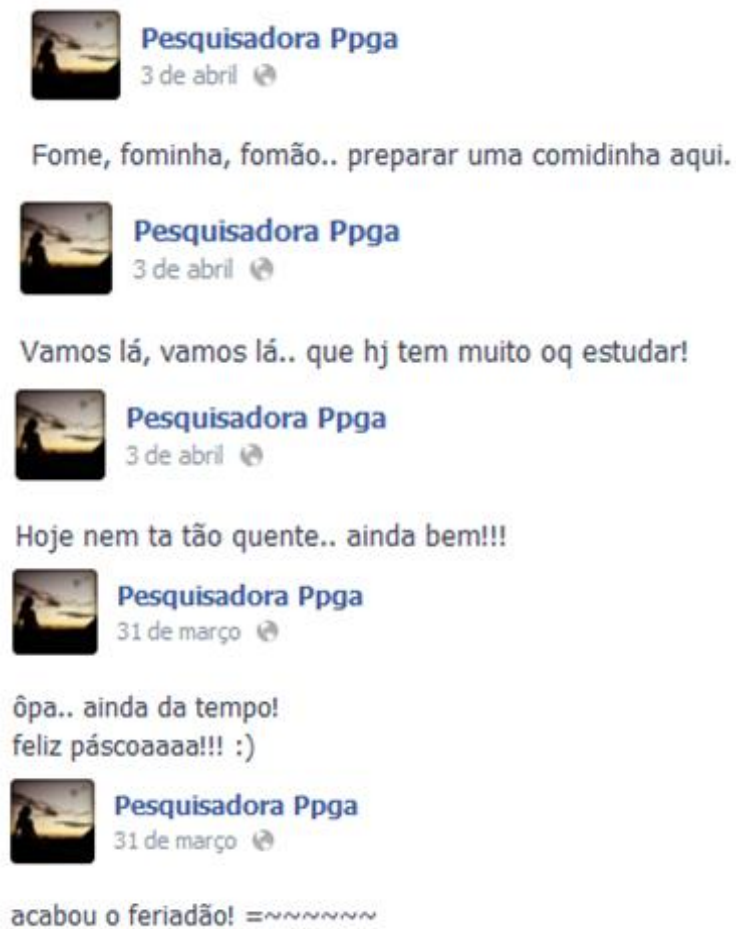 Pesquisadora Ppga
3 de abril
Fome, fominha, fomão.. preparar uma comidinha aqui.
Pesquisadora Ppga
3 de abril
Vamos lá, vamos lá.. que hj tem muito oq estudar!
Pesquisadora Ppga
3 de abril
Hoje nem ta tão quente.. ainda bem!!!
Pesquisadora Ppga
31 de março
ôpa.. ainda da tempo!
feliz páscoaaaa!!! :)
Pesquisadora Ppga
31 de março
acabou o feriadão! =~~~~~~